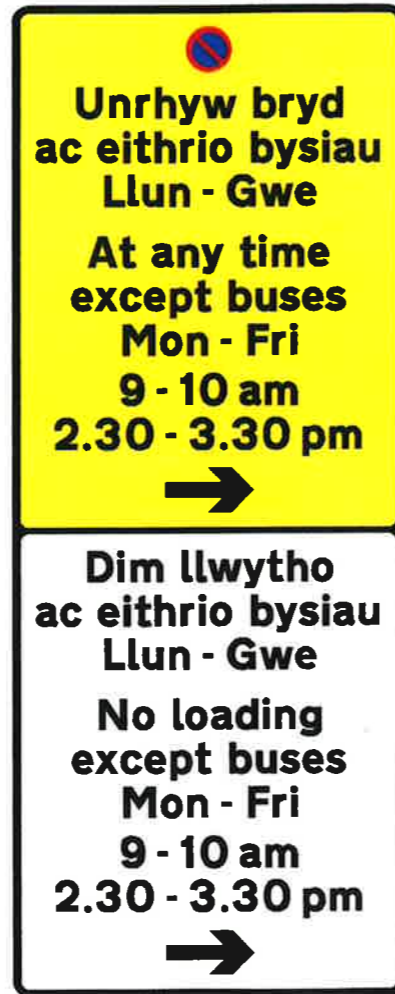 Unrhyw bryd
ac eithrio bysiau
Llun - Gwe
At any time
except buses
Mon - Fri
9 - 10 am
2.30 - 3.30 pm
Dim llwytho
ac eithrio bysiau
Llun - Gwe
No loading
except buses
Mon - Fri
9 - 10 am
2.30 - 3.30 pm